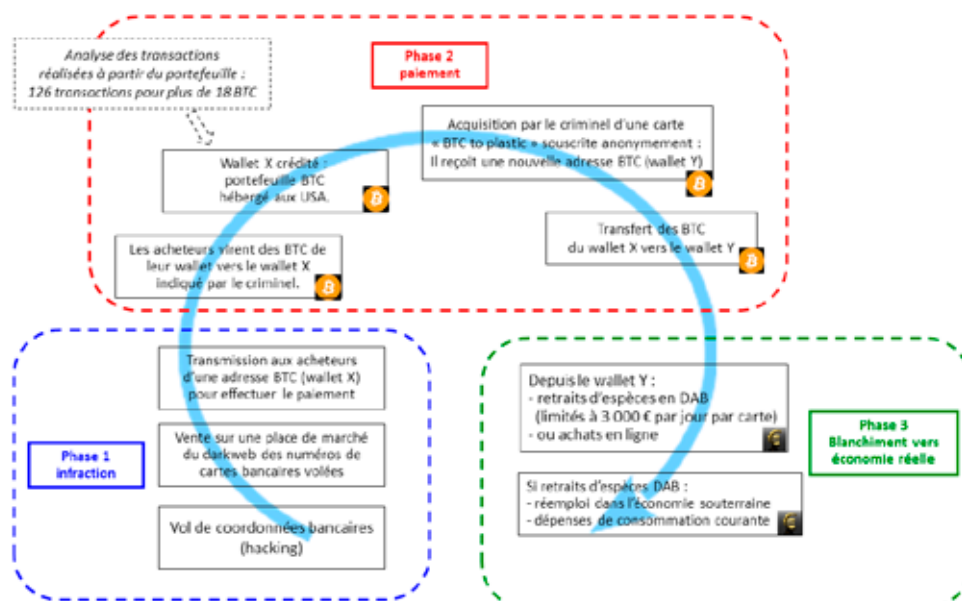 Analyse des transactions
réalisées à partir du portefeuille :
126 transactions pour plus de 18 BTC
Phase 2
paiement
Acquisition par le criminel d'une carte
« BTC to plastic » souscrite anonymement :
Il reçoit une nouvelle adresse BTC (wallet Y)
Wallet X crédité :
portefeuille BTC
hébergé aux USA.
Transfert des BTC
du wallet X vers le wallet Y
Les acheteurs virent des BTC de
leur wallet vers le wallet X
indiqué par le criminel.
Transmission aux acheteurs
d'une adresse BTC (wallet X)
pour effectuer le paiement
Phase 1
infraction
Vente sur une place de marché
du darkweb des numéros de
cartes bancaires volées
Vol de coordonnées bancaires
(hacking)
Depuis le wallet Y :
- retraits d'espèces en DAB
(limités à 3 000 € par jour par carte)
- ou achats en ligne
Phase 3
Blanchiment vers
économie réelle
Si retraits d'espèces DAB :
- réemploi dans l'économie souterraine
- dépenses de consommation courante